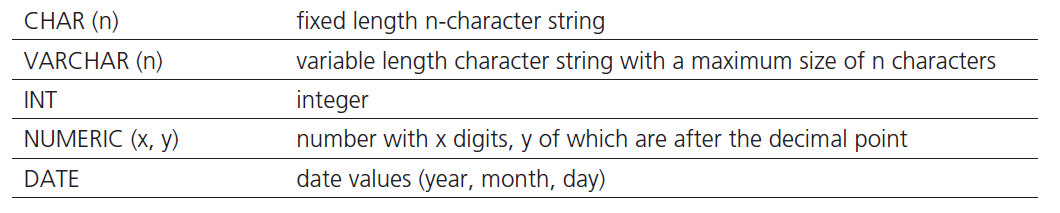 CHAR (n) fixed length n-character string
VARCHAR (n) variable length character string with a maximum size of n characters
INT integer
NUMERIC (x, y) number with x digits, y of which are after the decimal point
DATE date values (year, month, day)